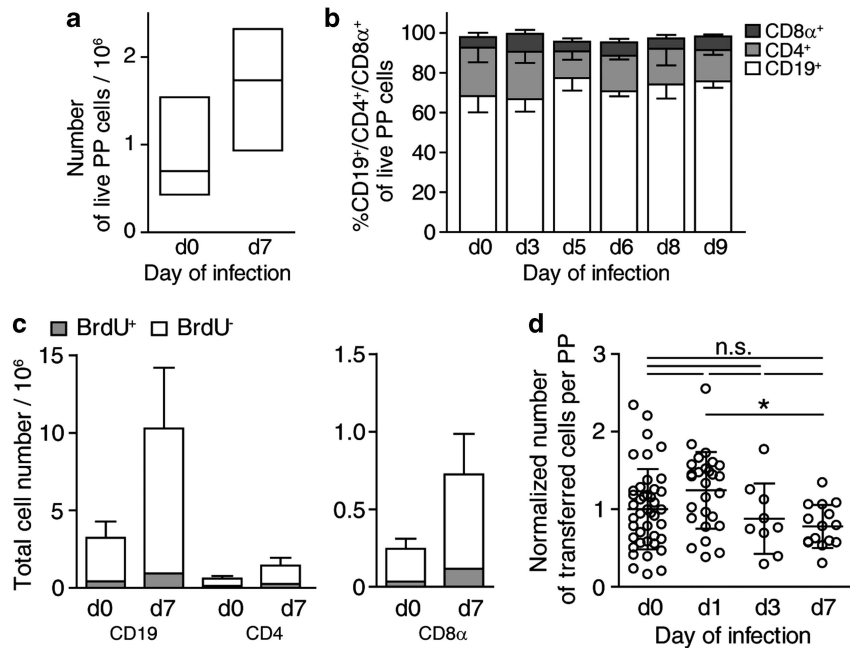 a
Number
of live PP cells / 10⁶
2
1
0
d0 d7
Day of infection
b
%CD19⁺/CD4⁺/CD8α⁺
of live PP cells
100
80
60
40
20
0
d0 d3 d5 d6 d8 d9
Day of infection
CD8α⁺
CD4⁺
CD19⁺
c
BrdU⁺ BrdU⁻
Total cell number / 10⁶
15
10
5
0
d0 d7 d0 d7
CD19 CD4
1.5
1.0
0.5
0
d0 d7
CD8α
d
Normalized number
of transferred cells per PP
3
2
1
0
n.s.
*
d0 d1 d3 d7
Day of infection